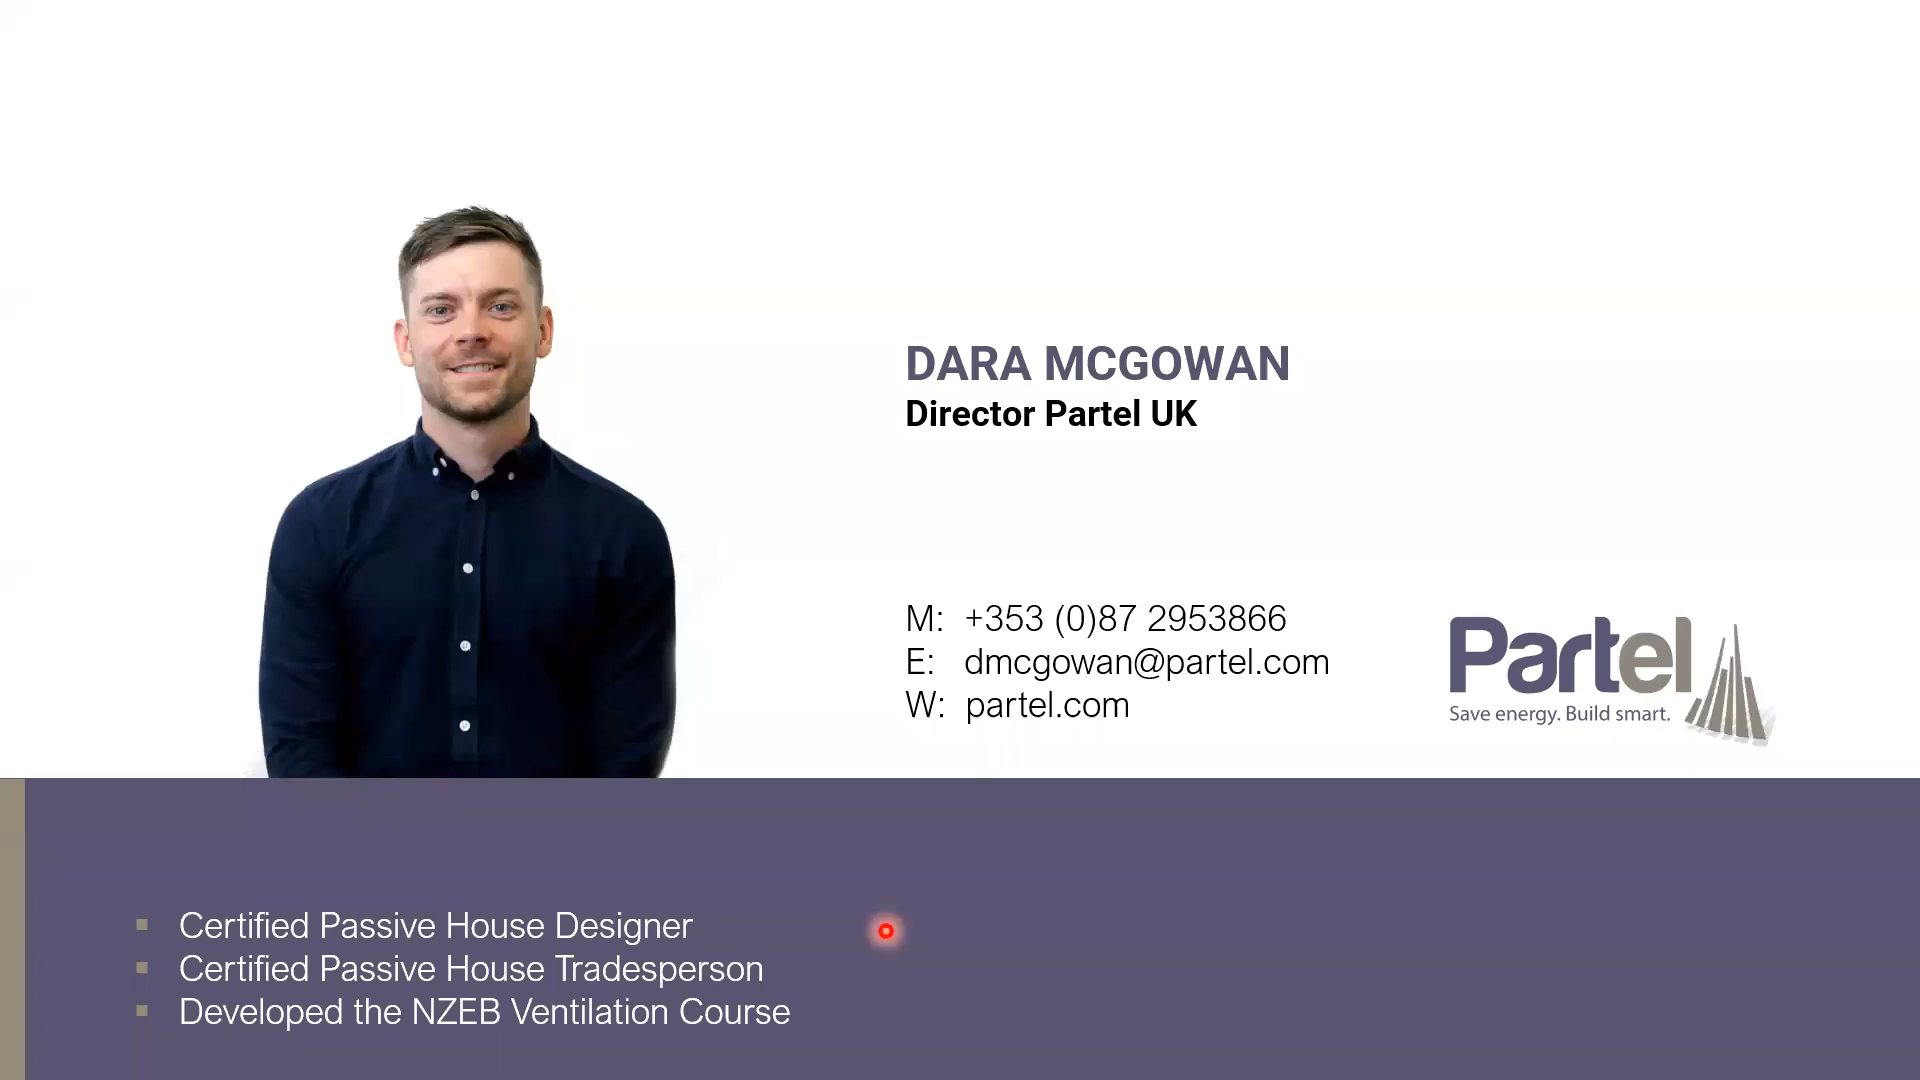 DARA MCGOWAN
Director Partel UK
M: +353 (0)87 2953866
E: dmcgowan@partel.com
W: partel.com
Partel
Save energy. Build smart.
Certified Passive House Designer
Certified Passive House Tradesperson
Developed the NZEB Ventilation Course